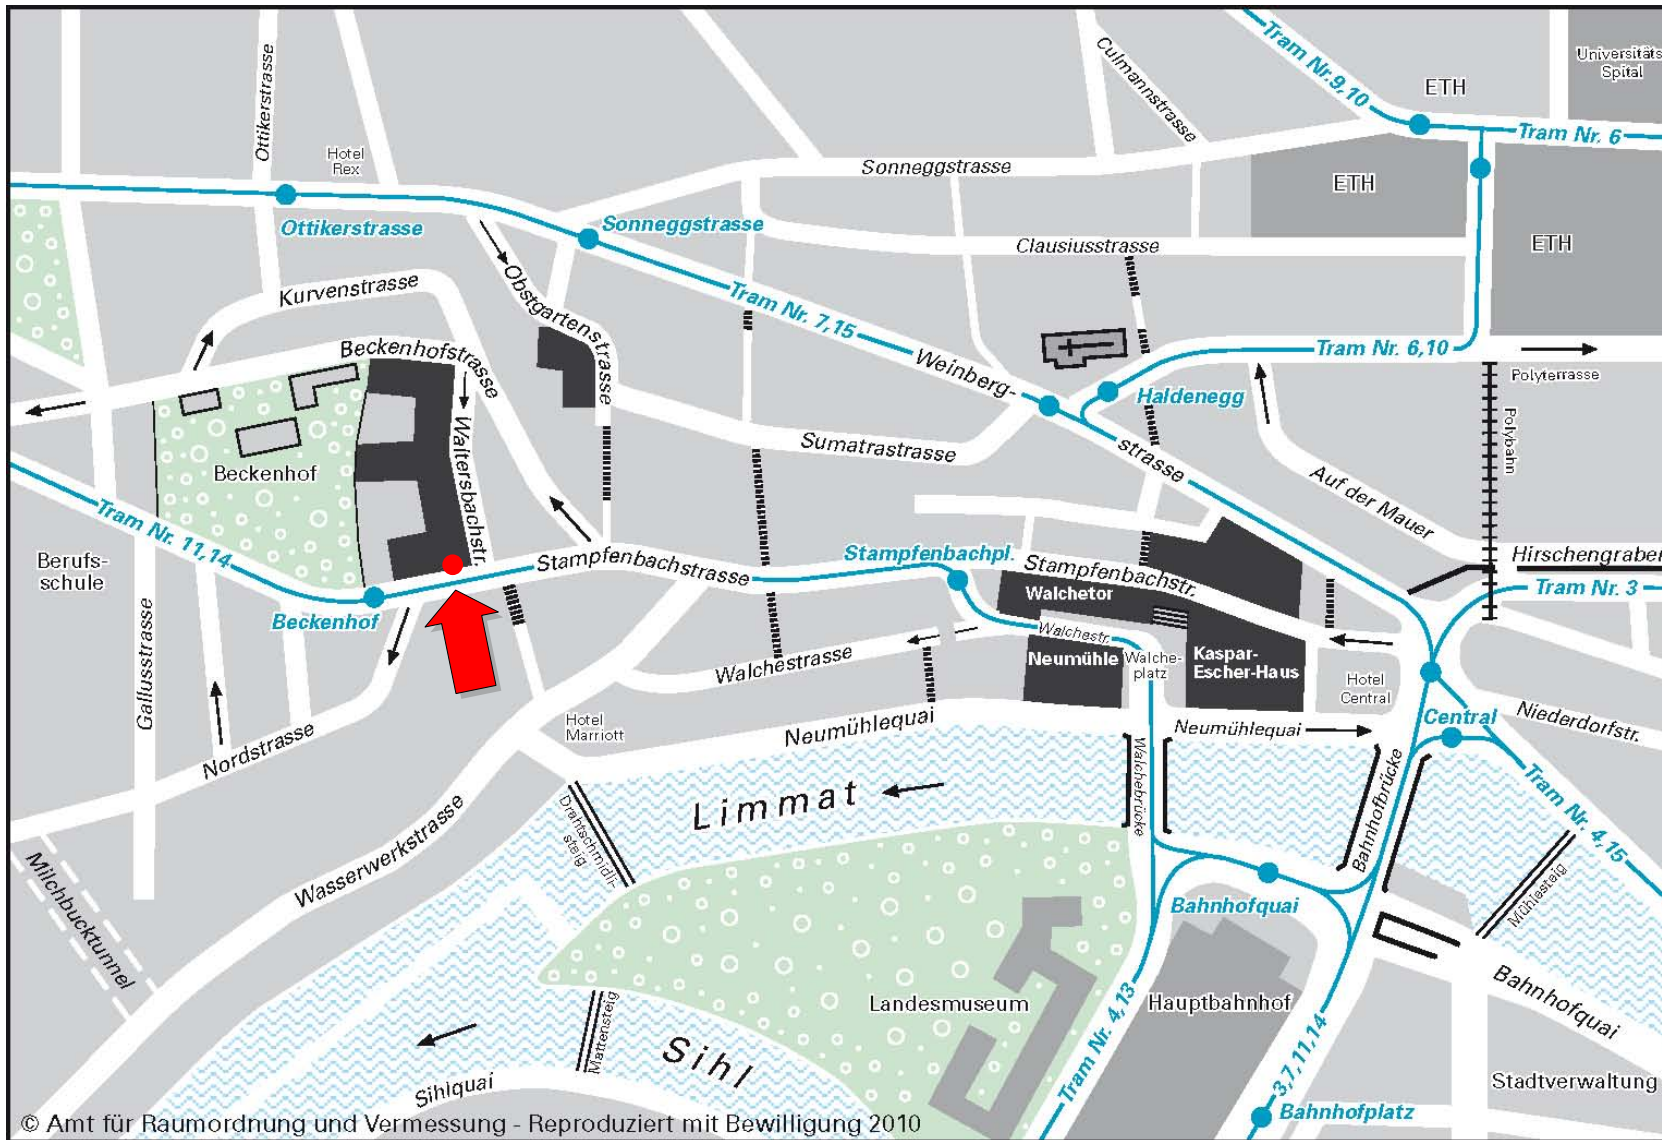 Tram Nr.9,10
ETH
Universitäts
Spital
Tram Nr. 6
Culmannstrasse
Ottikerstrasse
Hotel
Rex
Sonneggstrasse
ETH
ETH
Ottikerstrasse
Sonneggstrasse
Clausiusstrasse
Kurvenstrasse
Obstgartenstrasse
Tram Nr. 7,15
Weinberg-
strasse
Tram Nr. 6,10
Polyterrasse
Polybahn
Haldenegg
Beckenhofstrasse
Waltersbachstr.
Sumatrastrasse
Auf der Mauer
Beckenhof
Tram Nr. 11,14
Berufs-
schule
Stampfenbachstrasse
Stampfenbachpl.
Stampfenbachstr.
Hirschengraben
Tram Nr. 3
Walchetor
Beckenhof
Walchestr.
Neumühle
Walche-
platz
Kaspar-
Escher-Haus
Hotel
Central
Gallusstrasse
Walchestrasse
Nordstrasse
Hotel
Marriott
Neumühlequai
Neumühlequai
Central
Niederdorfstr.
Walchebrücke
Bahnhofbrücke
Limmat
Drahtschmidli-
steig
Tram Nr. 4,15
Mühlesteig
Wasserwerkstrasse
Milchbucktunnel
Bahnhofquai
Landesmuseum
Hauptbahnhof
Bahnhofquai
Mattensteig
Sihl
Sihlquai
Tram Nr. 4,13
3,7,11,14
Bahnhofplatz
Stadtverwaltung
© Amt für Raumordnung und Vermessung - Reproduziert mit Bewilligung 2010